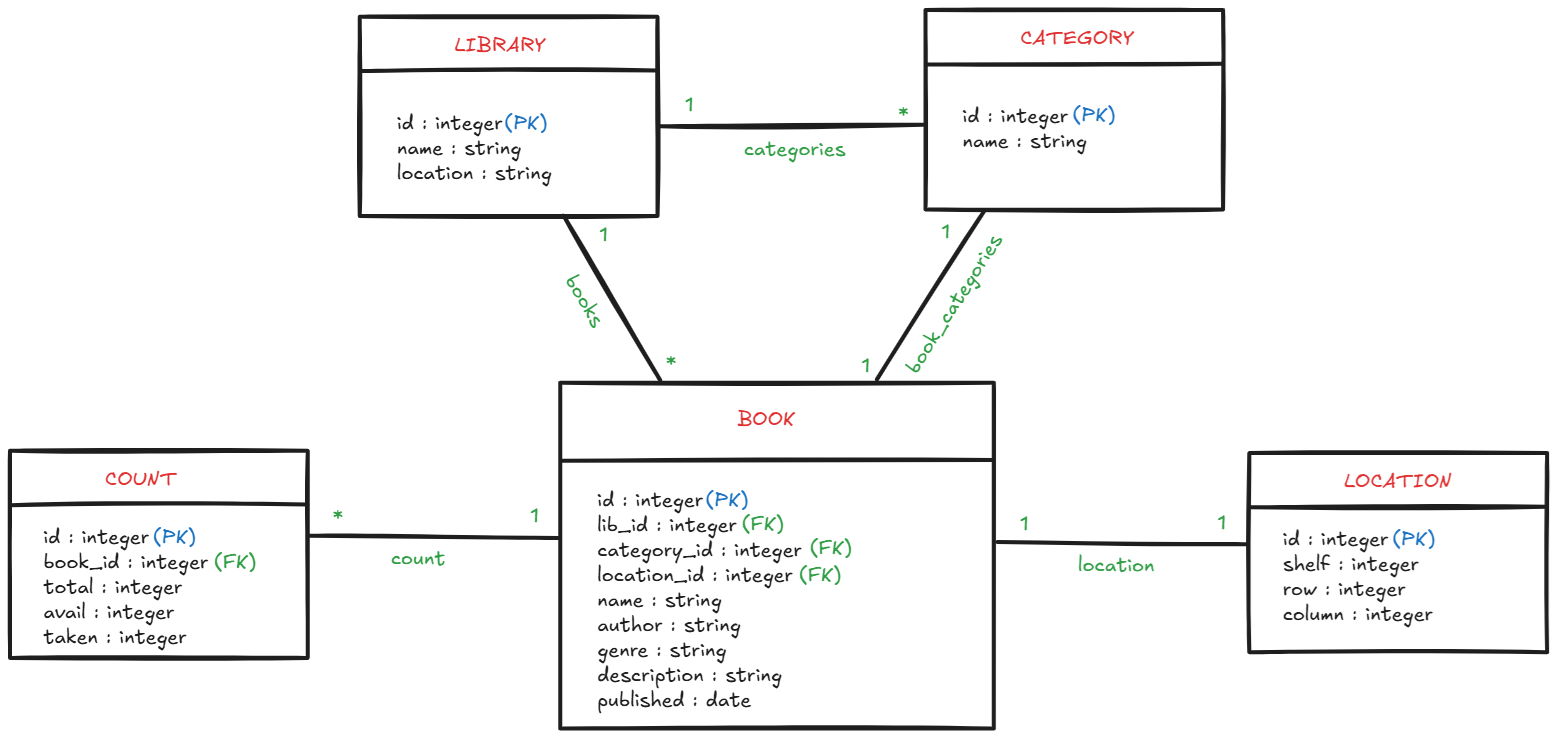 LIBRARY
id : integer (PK)
name : string
location : string
CATEGORY
id : integer (PK)
name : string
1
*
categories
1
books
*
1
book_categories
1
BOOK
id : integer (PK)
lib_id : integer (FK)
category_id : integer (FK)
location_id : integer (FK)
name : string
author : string
genre : string
description : string
published : date
COUNT
id : integer (PK)
book_id : integer (FK)
total : integer
avail : integer
taken : integer
*
1
count
1
1
location
LOCATION
id : integer (PK)
shelf : integer
row : integer
column : integer